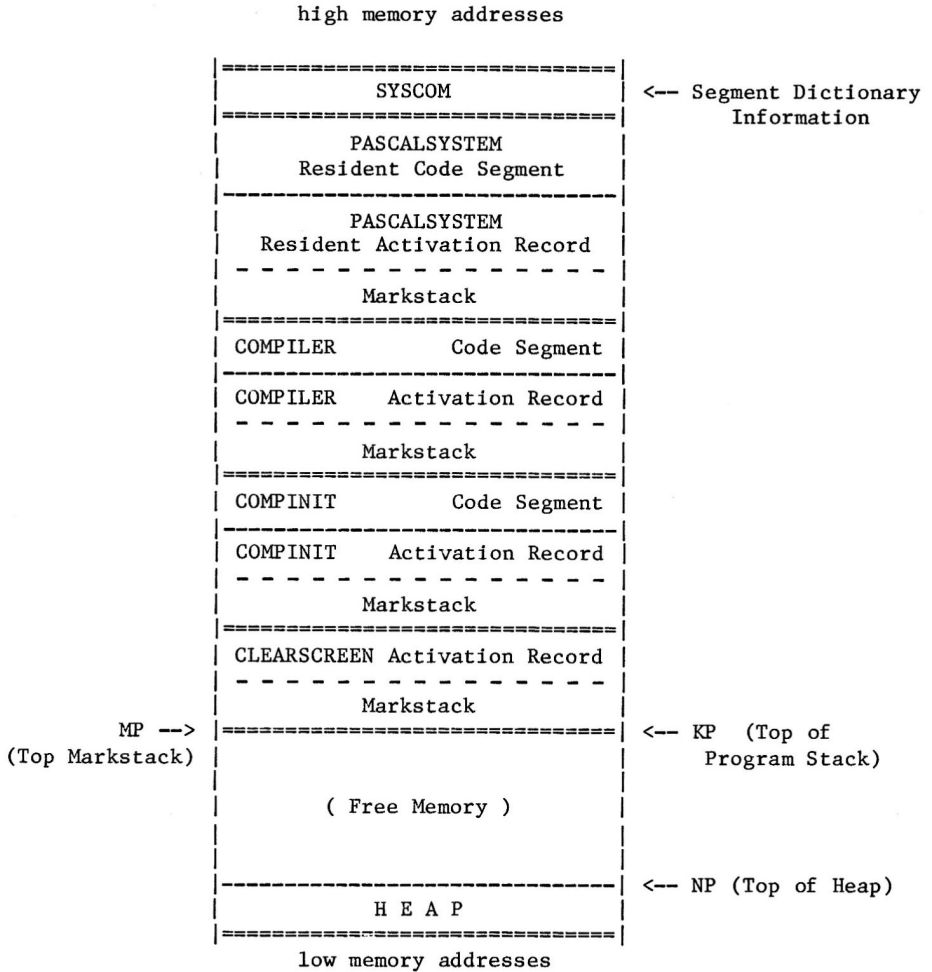 high memory addresses
SYSCOM <-- Segment Dictionary
Information
PASCALSYSTEM
Resident Code Segment
PASCALSYSTEM
Resident Activation Record
Markstack
COMPILER Code Segment
COMPILER Activation Record
Markstack
COMPINIT Code Segment
COMPINIT Activation Record
Markstack
CLEARSCREEN Activation Record
Markstack
MP --> <-- KP (Top of
(Top Markstack) Program Stack)
( Free Memory )
<-- NP (Top of Heap)
H E A P
low memory addresses